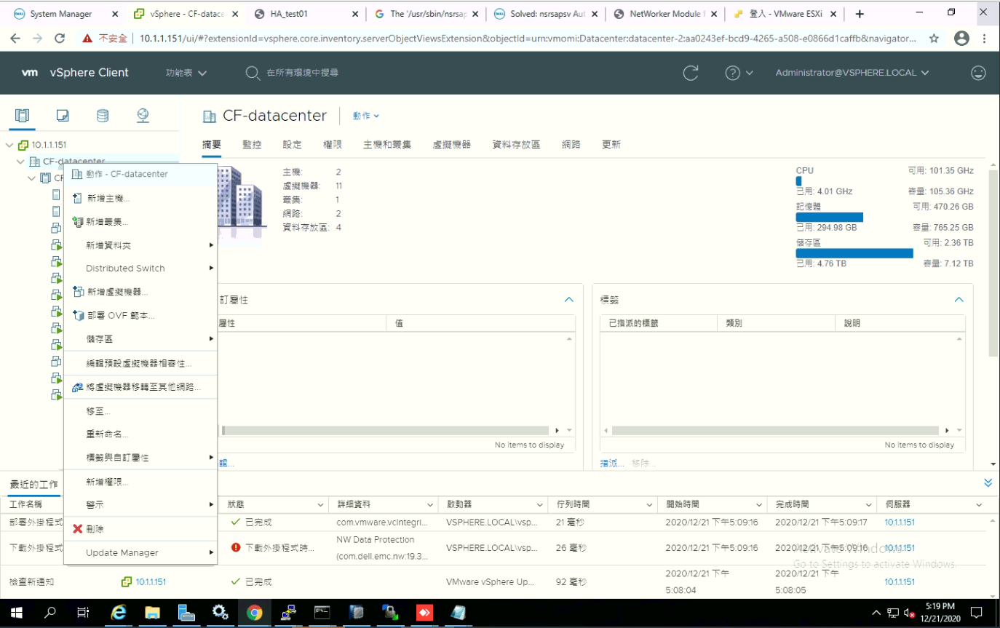 System Manager
vSphere - CF-datace
HA_test01
The '/usr/sbin/nsrsap
Solved: nsrsapsv Aut
NetWorker Module
登入 - VMware ESXi
不安全
10.1.1.151/ui/#?extensionId=vsphere.core.inventory.serverObjectViewsExtension&objectId=urn:vmomi:Datacenter:datacenter-2:aa0243ef-bcd9-4265-a508-e0866d1caffb&navigator...
vm vSphere Client
功能表
在所有環境中搜尋
Administrator@VSPHERE.LOCAL
CF-datacenter
動作
摘要 監控 設定 權限 主機和叢集 虛擬機器 資料存放區 網路 更新
10.1.1.151
CF-datacenter
CF
動作 - CF-datacenter
新增主機...
新增叢集...
新增資料夾
Distributed Switch
新增虛擬機器...
部署 OVF 範本...
儲存區
編輯預設虛擬機器相容性...
將虛擬機器移轉至其他網路...
移至...
重新命名...
標籤與自訂屬性
新增權限...
警示
刪除
Update Manager
主機: 2
虛擬機器: 11
叢集: 1
網路: 2
資料存放區: 4
CPU
可用: 101.35 GHz
已用: 4.01 GHz
容量: 105.36 GHz
記憶體
可用: 470.26 GB
已用: 294.98 GB
容量: 765.25 GB
儲存區
可用: 2.36 TB
已用: 4.76 TB
容量: 7.12 TB
訂屬性
屬性 值
No items to display
輯...
標籤
已指派的標籤 類別 說明
No items to display
指派... 移除...
最近的工作
工作名稱 狀態 詳細資料 啟動器 佇列時間 開始時間 完成時間 伺服器
部署外掛程式 已完成 com.vmware.vcIntegri... VSPHERE.LOCAL\vsp... 21 毫秒 2020/12/21 下午5:09:16 2020/12/21 下午5:09:17 10.1.1.151
下載外掛程式 下載外掛程式時... NW Data Protection
(com.dell.emc.nw:19.3... VSPHERE.LOCAL\vsp... 26 毫秒 2020/12/21 下午5:09:16 2020/12/21 下午5:09:16 10.1.1.151
檢查新通知 10.1.1.151 已完成 VMware vSphere Up... 92 毫秒 2020/12/21 下午
5:08:04 2020/12/21 下午
5:08:05 10.1.1.151
Activate Windows
Go to Settings to activate Windows.
5:19 PM
12/21/2020